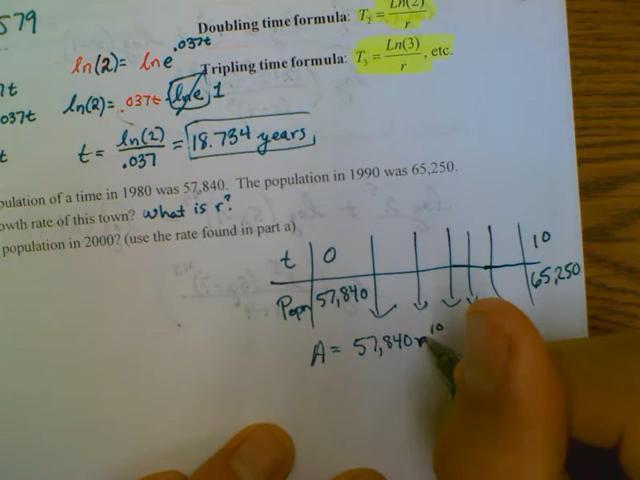 579
Doubling time formula: T₂ = Ln(2) / r
ln(2) = ln e^.037t
Tripling time formula: T₃ = Ln(3) / r , etc.
ln(2) = .037t · ln e, 1
037t
t = ln(2) / .037 = 18.734 years
pulation of a time in 1980 was 57,840. The population in 1990 was 65,250.
owth rate of this town? What is r?
population in 2000? (use the rate found in part a)
t 0 10
Popn 57,840 65,250
A = 57,840 r^10